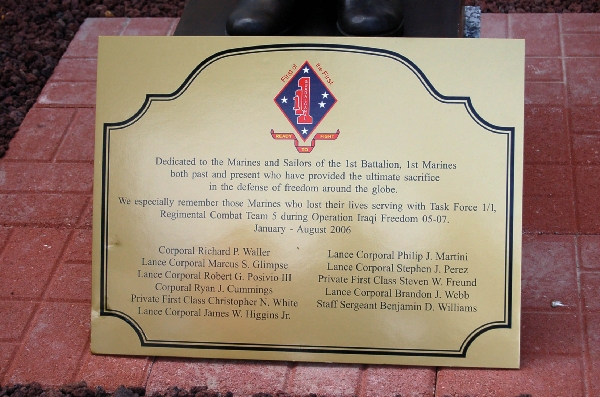 First of the First
1
READY TO FIGHT
Dedicated to the Marines and Sailors of the 1st Battalion, 1st Marines
both past and present who have provided the ultimate sacrifice
in the defense of freedom around the globe.
We especially remember those Marines who lost their lives serving with Task Force 1/1,
Regimental Combat Team 5 during Operation Iraqi Freedom 05-07.
January - August 2006
Corporal Richard P. Waller
Lance Corporal Marcus S. Glimpse
Lance Corporal Robert G. Posivio III
Corporal Ryan J. Cummings
Private First Class Christopher N. White
Lance Corporal James W. Higgins Jr.
Lance Corporal Philip J. Martini
Lance Corporal Stephen J. Perez
Private First Class Steven W. Freund
Lance Corporal Brandon J. Webb
Staff Sergeant Benjamin D. Williams